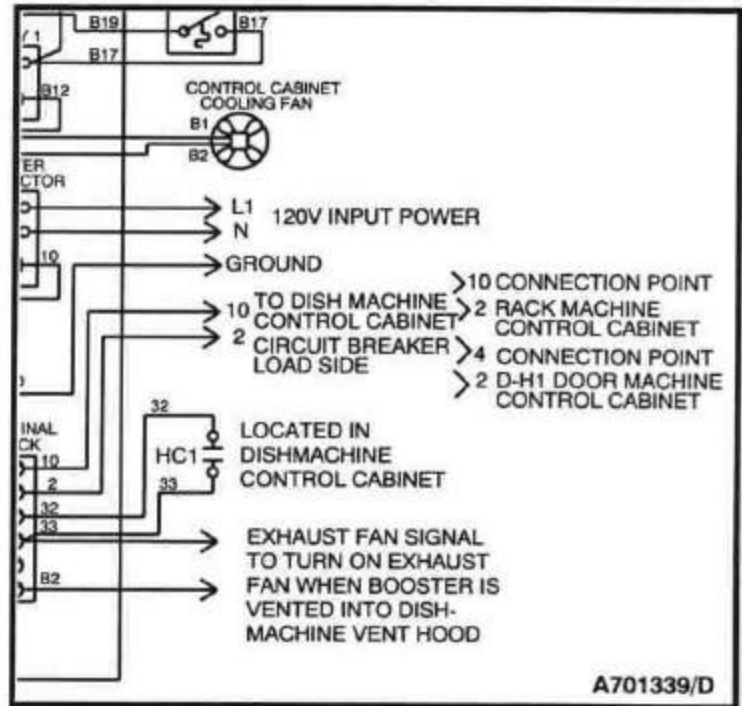 B19
B17
B17
B12
CONTROL CABINET
COOLING FAN
B1
B2
L1
N
120V INPUT POWER
10
GROUND
10
2
TO DISH MACHINE
CONTROL CABINET
CIRCUIT BREAKER
LOAD SIDE
10 CONNECTION POINT
2 RACK MACHINE
CONTROL CABINET
4 CONNECTION POINT
2 D-H1 DOOR MACHINE
CONTROL CABINET
32
HC1
33
LOCATED IN
DISHMACHINE
CONTROL CABINET
10
2
32
33
B2
EXHAUST FAN SIGNAL
TO TURN ON EXHAUST
FAN WHEN BOOSTER IS
VENTED INTO DISH-
MACHINE VENT HOOD
A701339/D